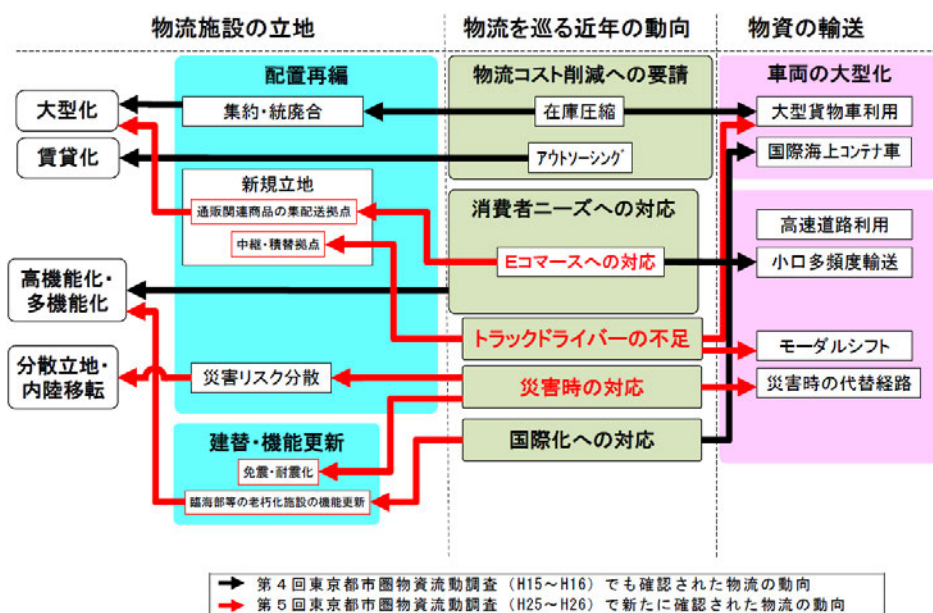 物流施設の立地
物流を巡る近年の動向
物資の輸送
大型化
賃貸化
高機能化・
多機能化
分散立地・
内陸移転
配置再編
集約・統廃合
新規立地
通販関連商品の集配送拠点
中継・積替拠点
災害リスク分散
建替・機能更新
免震・耐震化
臨海部等の老朽化施設の機能更新
物流コスト削減への要請
在庫圧縮
アウトソーシング
消費者ニーズへの対応
Eコマースへの対応
トラックドライバーの不足
災害時の対応
国際化への対応
車両の大型化
大型貨物車利用
国際海上コンテナ車
高速道路利用
小口多頻度輸送
モーダルシフト
災害時の代替経路
第4回東京都市圏物資流動調査（H15～H16）でも確認された物流の動向
第5回東京都市圏物資流動調査（H25～H26）で新たに確認された物流の動向